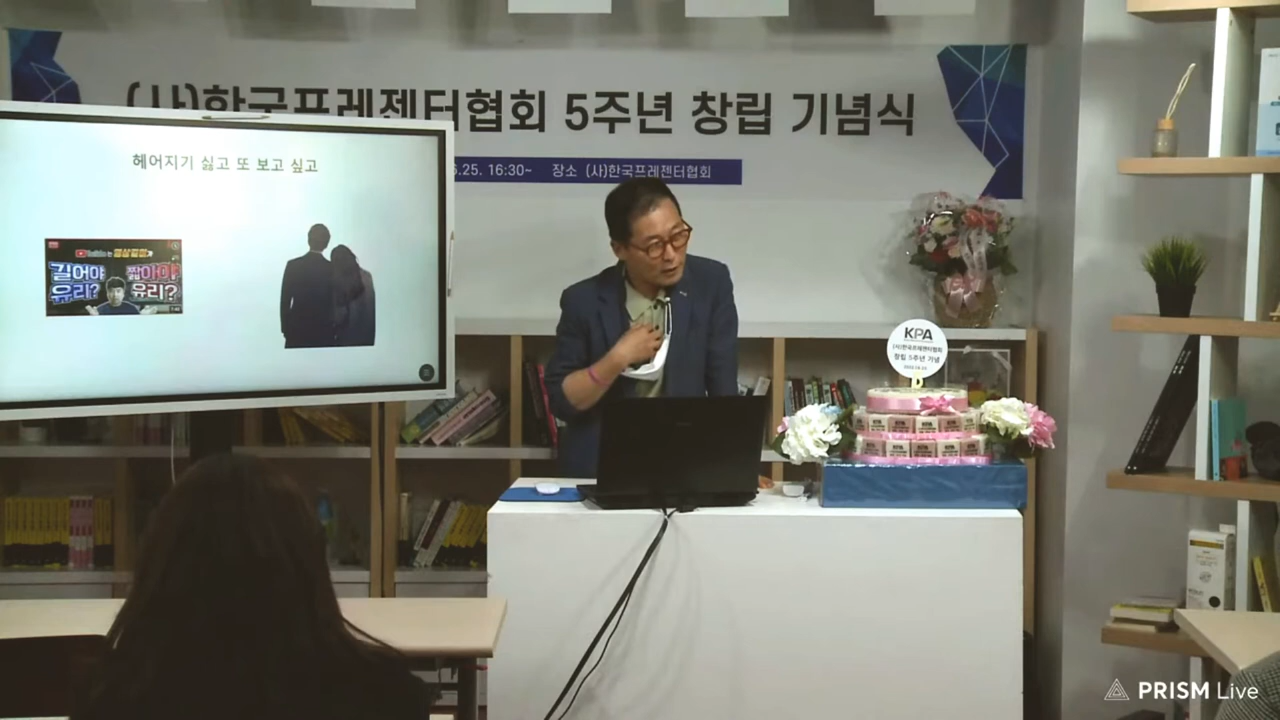 (사)한국프레젠터협회 5주년 창립 기념식
6.25. 16:30~ 장소 (사)한국프레젠터협회
헤어지기 싫고 또 보고 싶고
길어야 짧아야
유리? 유리?
KPA
(사)한국프레젠터협회
창립 5주년 기념
PRISM Live